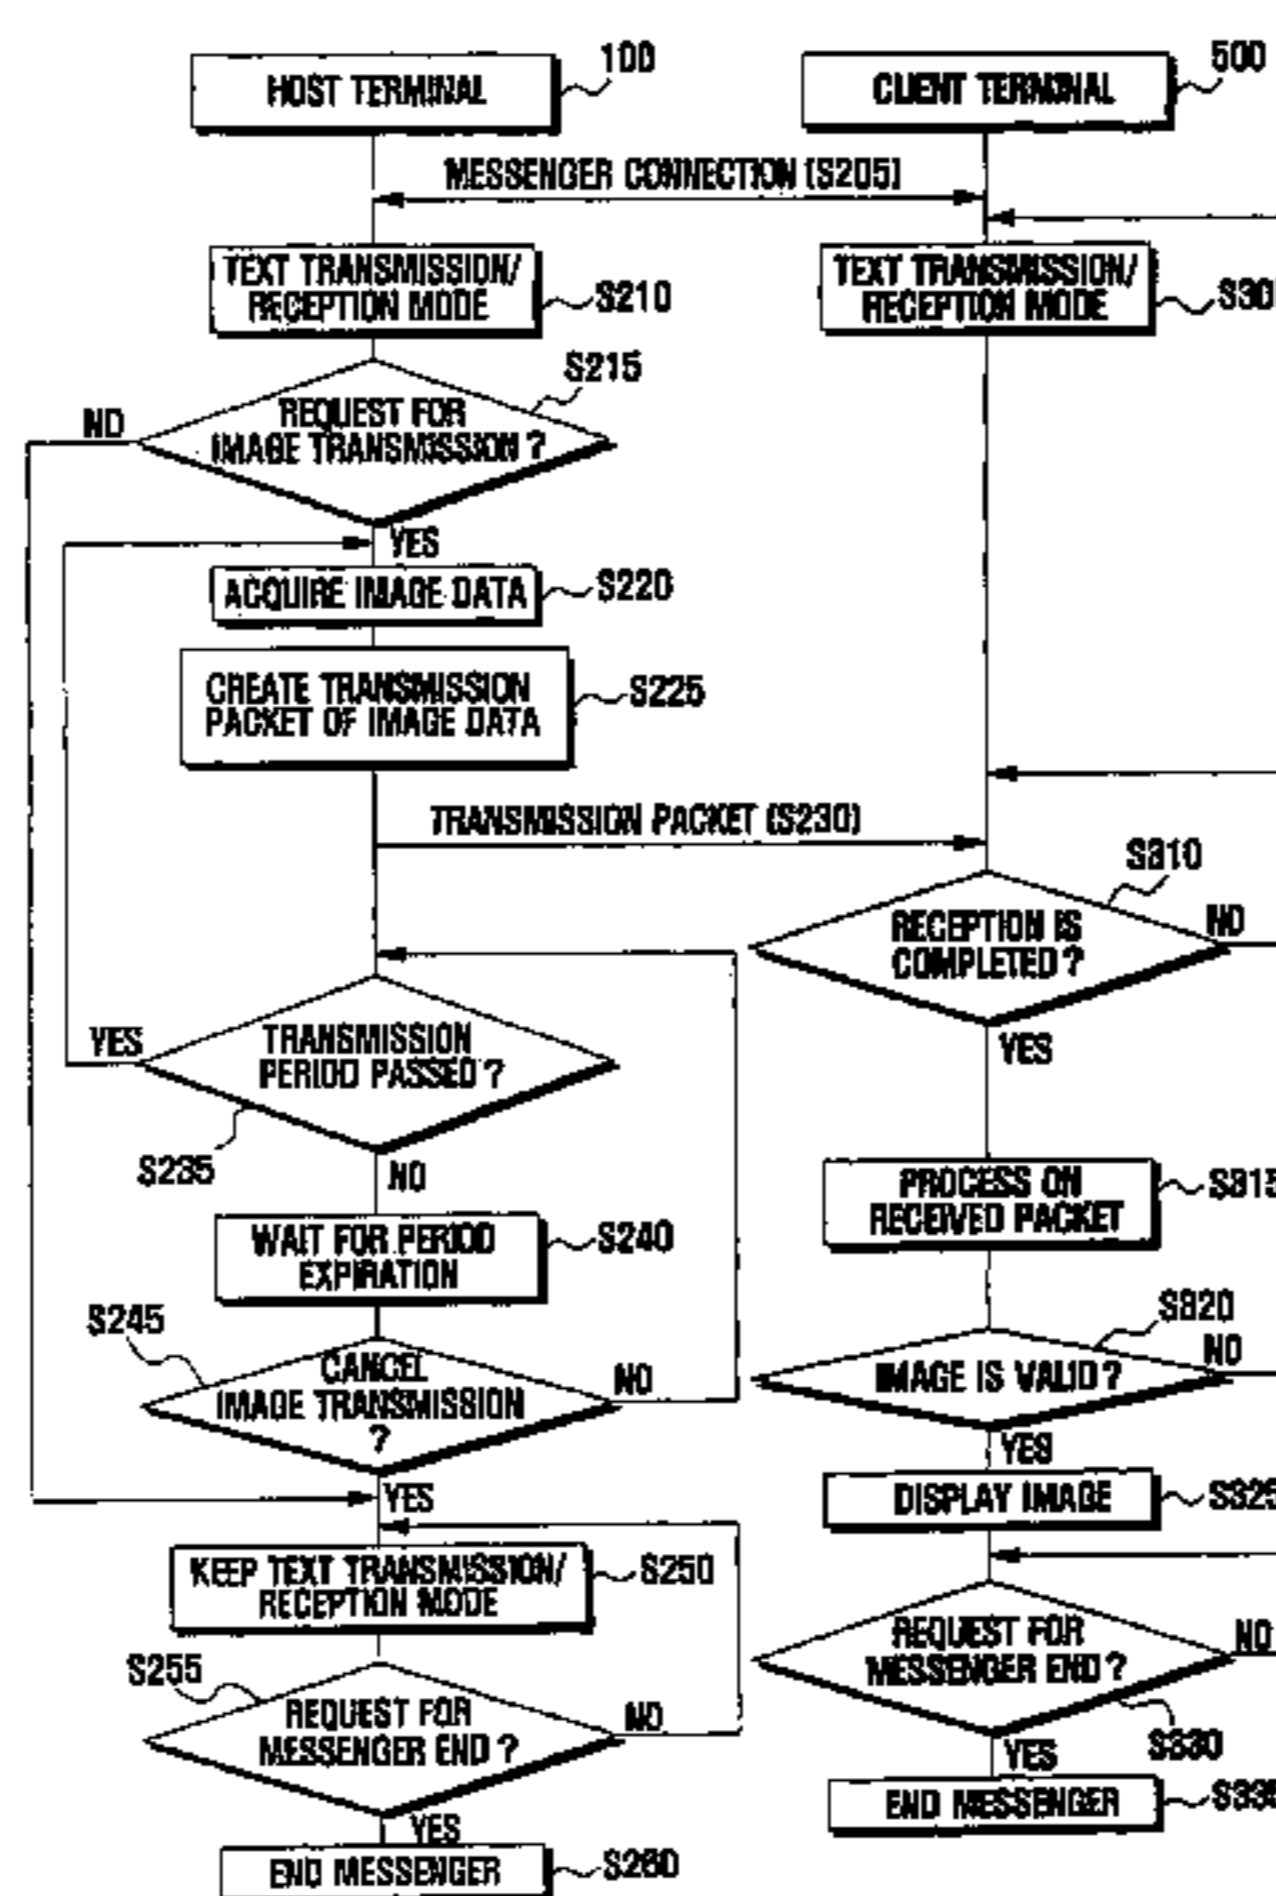 HOST TERMINAL
100
CLIENT TERMINAL
500
MESSENGER CONNECTION (S205)
TEXT TRANSMISSION/
RECEPTION MODE
S210
TEXT TRANSMISSION/
RECEPTION MODE
S215
REQUEST FOR
IMAGE TRANSMISSION ?
NO
YES
ACQUIRE IMAGE DATA
S220
CREATE TRANSMISSION
PACKET OF IMAGE DATA
S225
TRANSMISSION PACKET (S230)
S310
RECEPTION IS
COMPLETED ?
NO
YES
TRANSMISSION
PERIOD PASSED ?
YES
S235
NO
PROCESS ON
RECEIVED PACKET
S315
WAIT FOR PERIOD
EXPIRATION
S240
S245
CANCEL
IMAGE TRANSMISSION
?
NO
YES
S320
IMAGE IS VALID ?
NO
YES
DISPLAY IMAGE
S325
KEEP TEXT TRANSMISSION/
RECEPTION MODE
S250
S255
REQUEST FOR
MESSENGER END ?
NO
YES
REQUEST FOR
MESSENGER END ?
NO
S330
YES
END MESSENGER
S335
END MESSENGER
S260